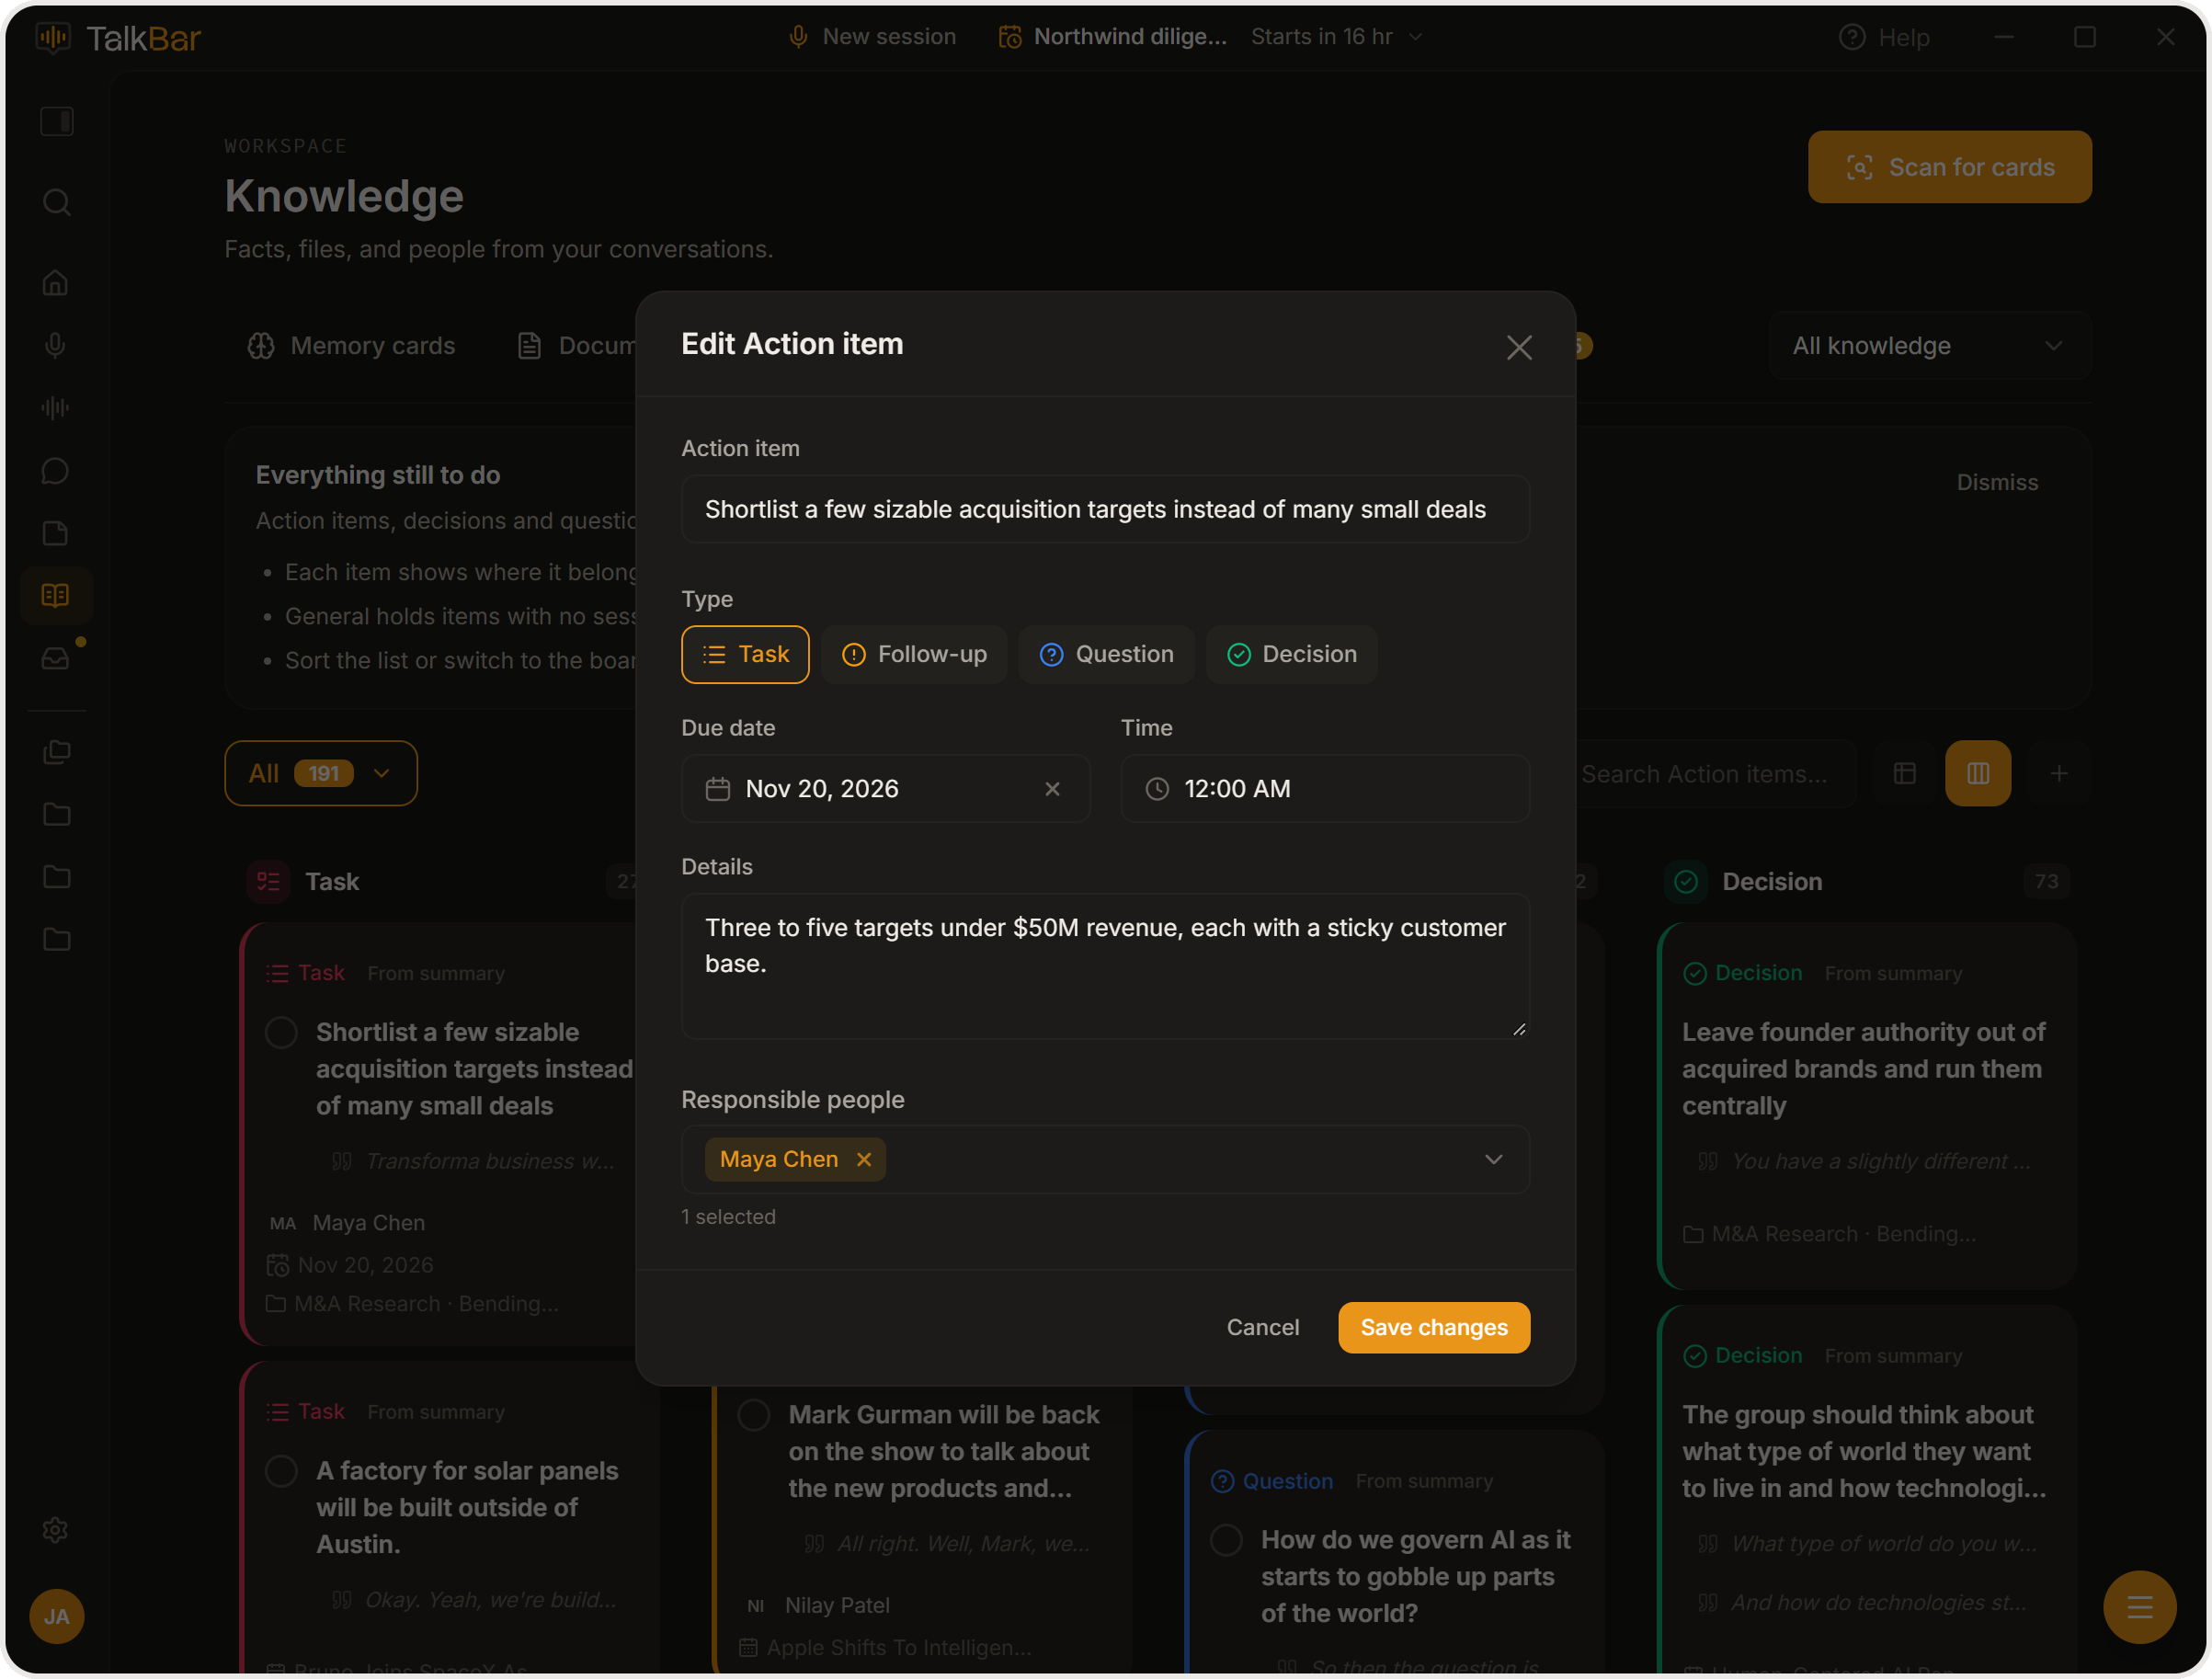 TalkBar
New session
Northwind dilige...
Starts in 16 hr
Help
WORKSPACE
Knowledge
Facts, files, and people from your conversations.
Scan for cards
Memory cards
Docum
All knowledge
Everything still to do
Action items, decisions and questio
Each item shows where it belong
General holds items with no sess
Sort the list or switch to the boar
Dismiss
All 191
Search Action items...
Edit Action item
Action item
Shortlist a few sizable acquisition targets instead of many small deals
Type
Task
Follow-up
Question
Decision
Due date
Time
Nov 20, 2026
12:00 AM
Details
Three to five targets under $50M revenue, each with a sticky customer
base.
Responsible people
Maya Chen
1 selected
Cancel
Save changes
Task
27
Task From summary
Shortlist a few sizable
acquisition targets instead
of many small deals
Transforma business w...
MA Maya Chen
Nov 20, 2026
M&A Research · Bending...
Task From summary
A factory for solar panels
will be built outside of
Austin.
Okay. Yeah, we're build...
Mark Gurman will be back
on the show to talk about
the new products and...
All right. Well, Mark, we...
NI Nilay Patel
Apple Shifts To Intelligen...
2
Question From summary
How do we govern AI as it
starts to gobble up parts
of the world?
So then the question is
Decision
73
Decision From summary
Leave founder authority out of
acquired brands and run them
centrally
You have a slightly different ...
M&A Research · Bending...
Decision From summary
The group should think about
what type of world they want
to live in and how technologi...
What type of world do you w...
And how do technologies st...
JA